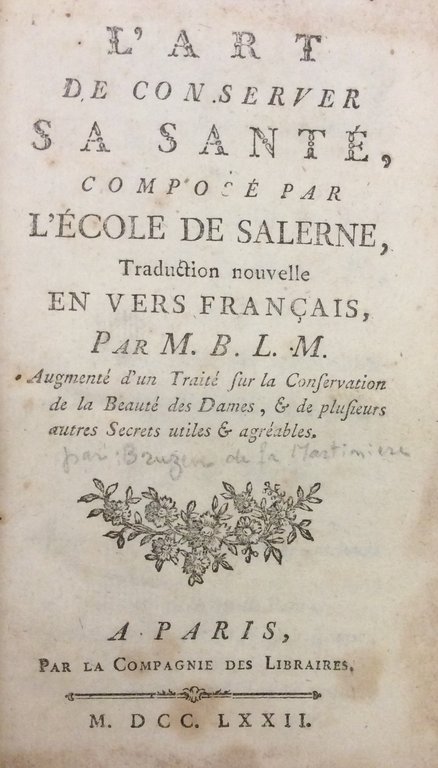 L'ART
DE CONSERVER
SA SANTÉ,
COMPOSÉ PAR
L'ÉCOLE DE SALERNE,
Traduction nouvelle
EN VERS FRANÇAIS,
PAR M. B. L. M.
Augmenté d'un Traité ſur la Conſervation
de la Beauté des Dames, & de pluſieurs
autres Secrets utiles & agréables.
par Bruzen de la Martiniere
A PARIS,
PAR LA COMPAGNIE DES LIBRAIRES.
M. DCC. LXXII.